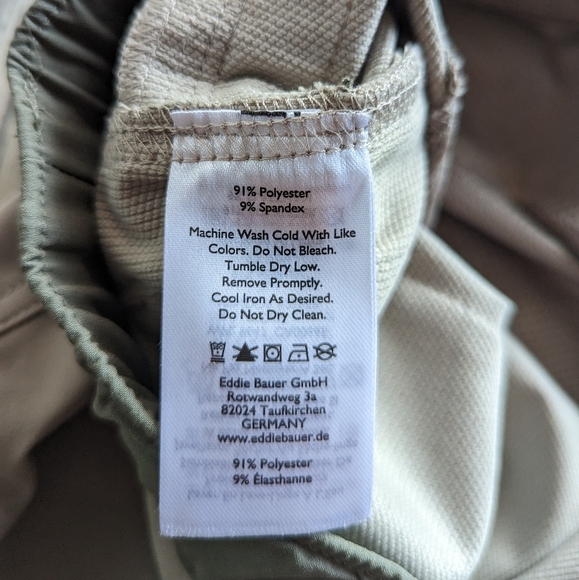 91% Polyester
9% Spandex
Machine Wash Cold With Like
Colors. Do Not Bleach.
Tumble Dry Low.
Remove Promptly.
Cool Iron As Desired.
Do Not Dry Clean.
Eddie Bauer GmbH
Rotwandweg 3a
82024 Taufkirchen
GERMANY
www.eddiebauer.de
91% Polyester
9% Élasthanne